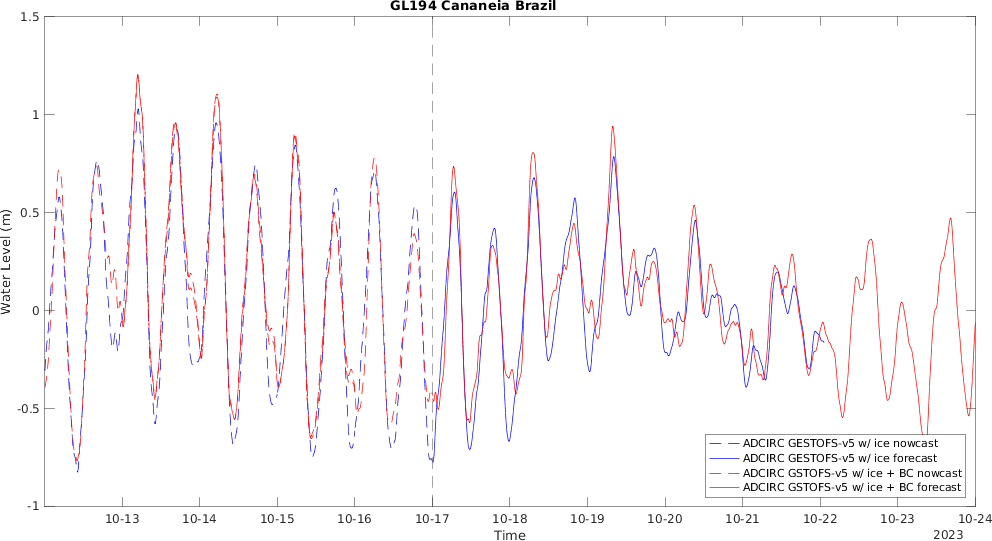 GL194 Cananeia Brazil
1.5
1
0.5
0
-0.5
-1
Water Level (m)
10-13 10-14 10-15 10-16 10-17 10-18 10-19 10-20 10-21 10-22 10-23 10-24
Time
2023
ADCIRC GESTOFS-v5 w/ ice nowcast
ADCIRC GESTOFS-v5 w/ ice forecast
ADCIRC GSTOFS-v5 w/ ice + BC nowcast
ADCIRC GSTOFS-v5 w/ ice + BC forecast